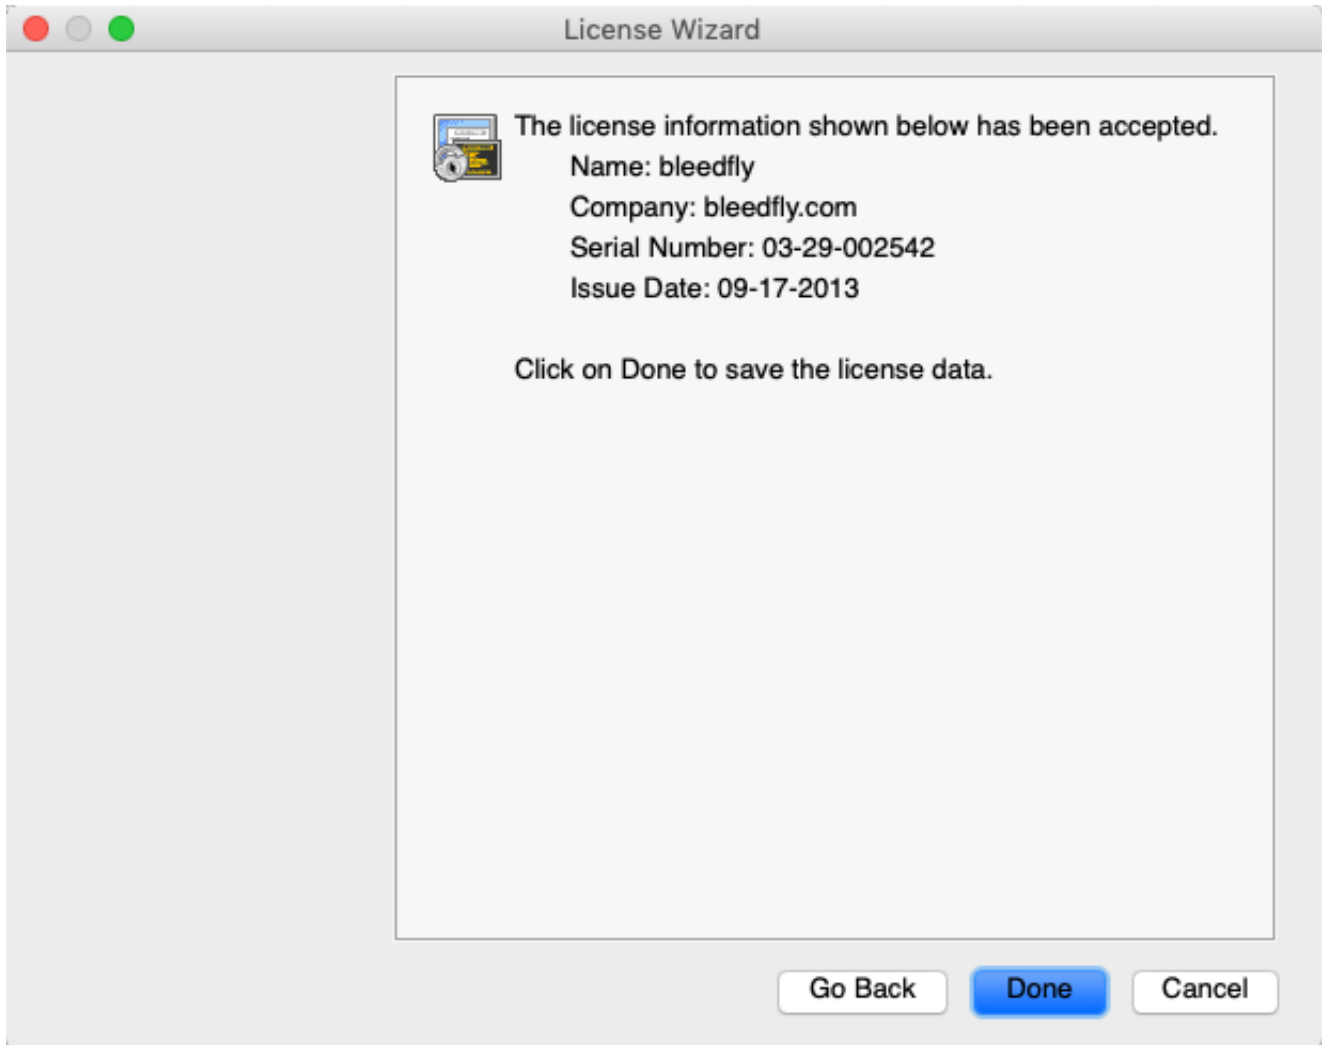 License Wizard
The license information shown below has been accepted.
Name: bleedfly
Company: bleedfly.com
Serial Number: 03-29-002542
Issue Date: 09-17-2013
Click on Done to save the license data.
Go Back
Done
Cancel